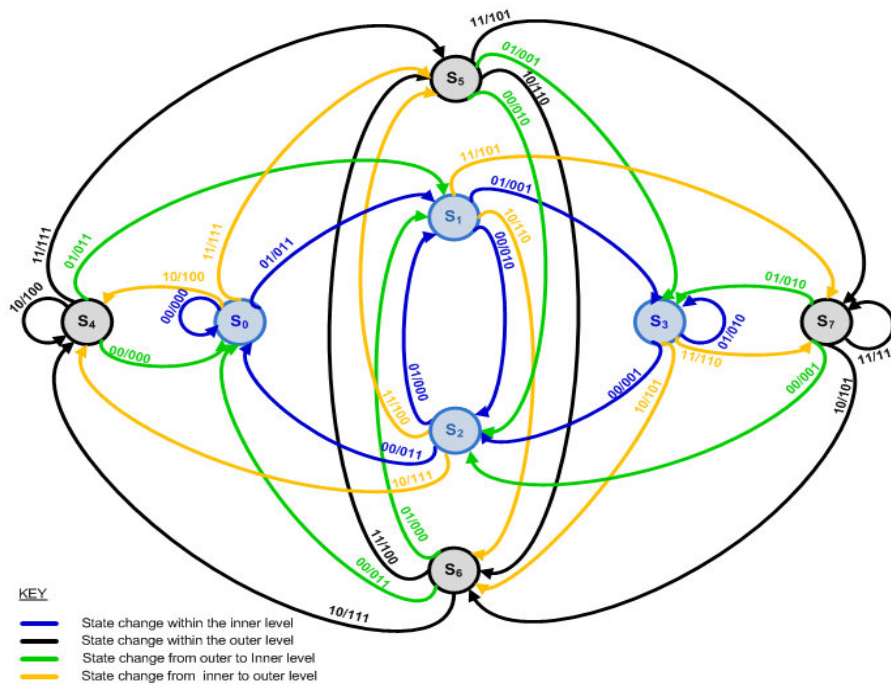 11/101
01/001
S5
10/110
00/010
11/111
01/011
11/111
01/011
11/101
01/001
S1
10/110
00/010
10/100
10/100
00/000
S4
S0
00/000
01/010
S3
01/010
S7
11/110
00/001
10/101
00/001
10/101
01/000
11/100
S2
00/011
10/111
01/000
11/100
00/011
S6
10/111
KEY
State change within the inner level
State change within the outer level
State change from outer to Inner level
State change from inner to outer level